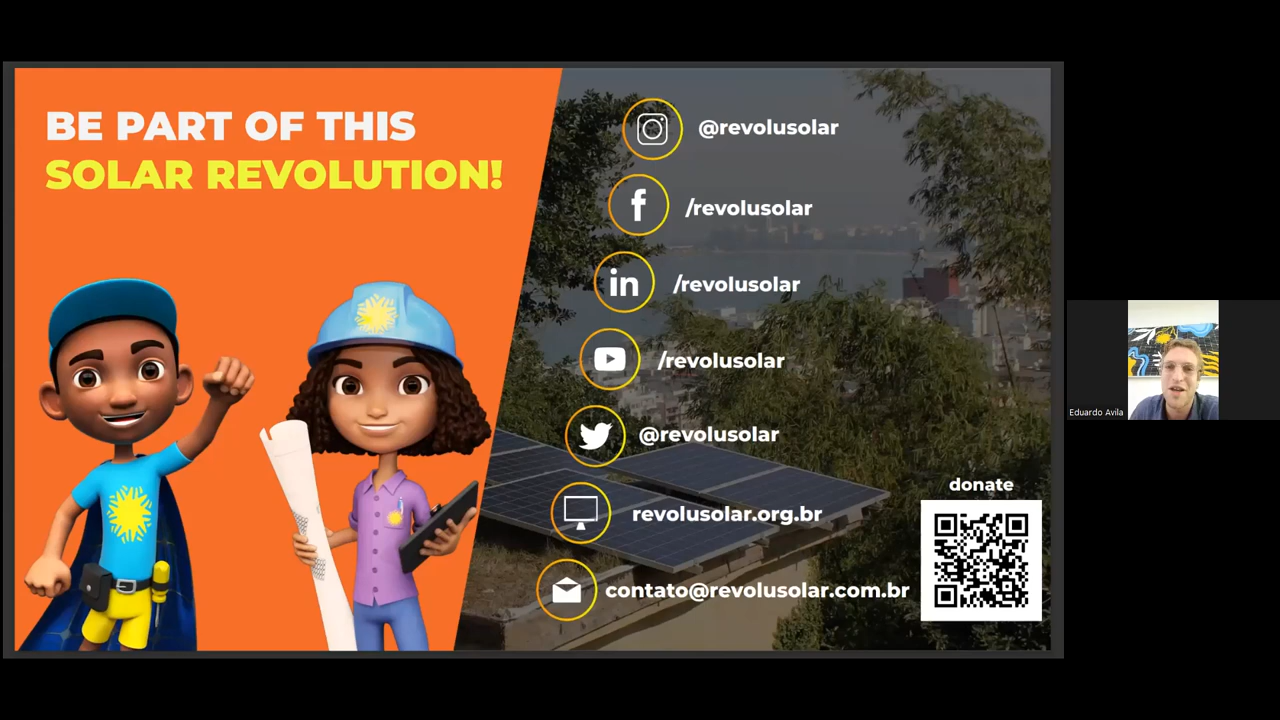 BE PART OF THIS
SOLAR REVOLUTION!
@revolusolar
/revolusolar
/revolusolar
/revolusolar
@revolusolar
revolusolar.org.br
contato@revolusolar.com.br
donate
Eduardo Avila